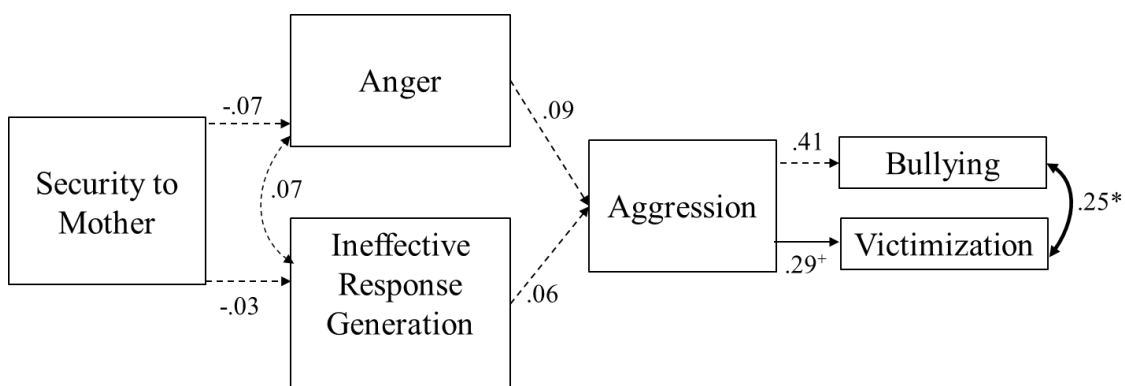 Anger
-.07
.09
Security to
Mother
.07
.41
Bullying
Aggression
.25*
Ineffective
Response
Generation
Victimization
.29+
-.03
.06